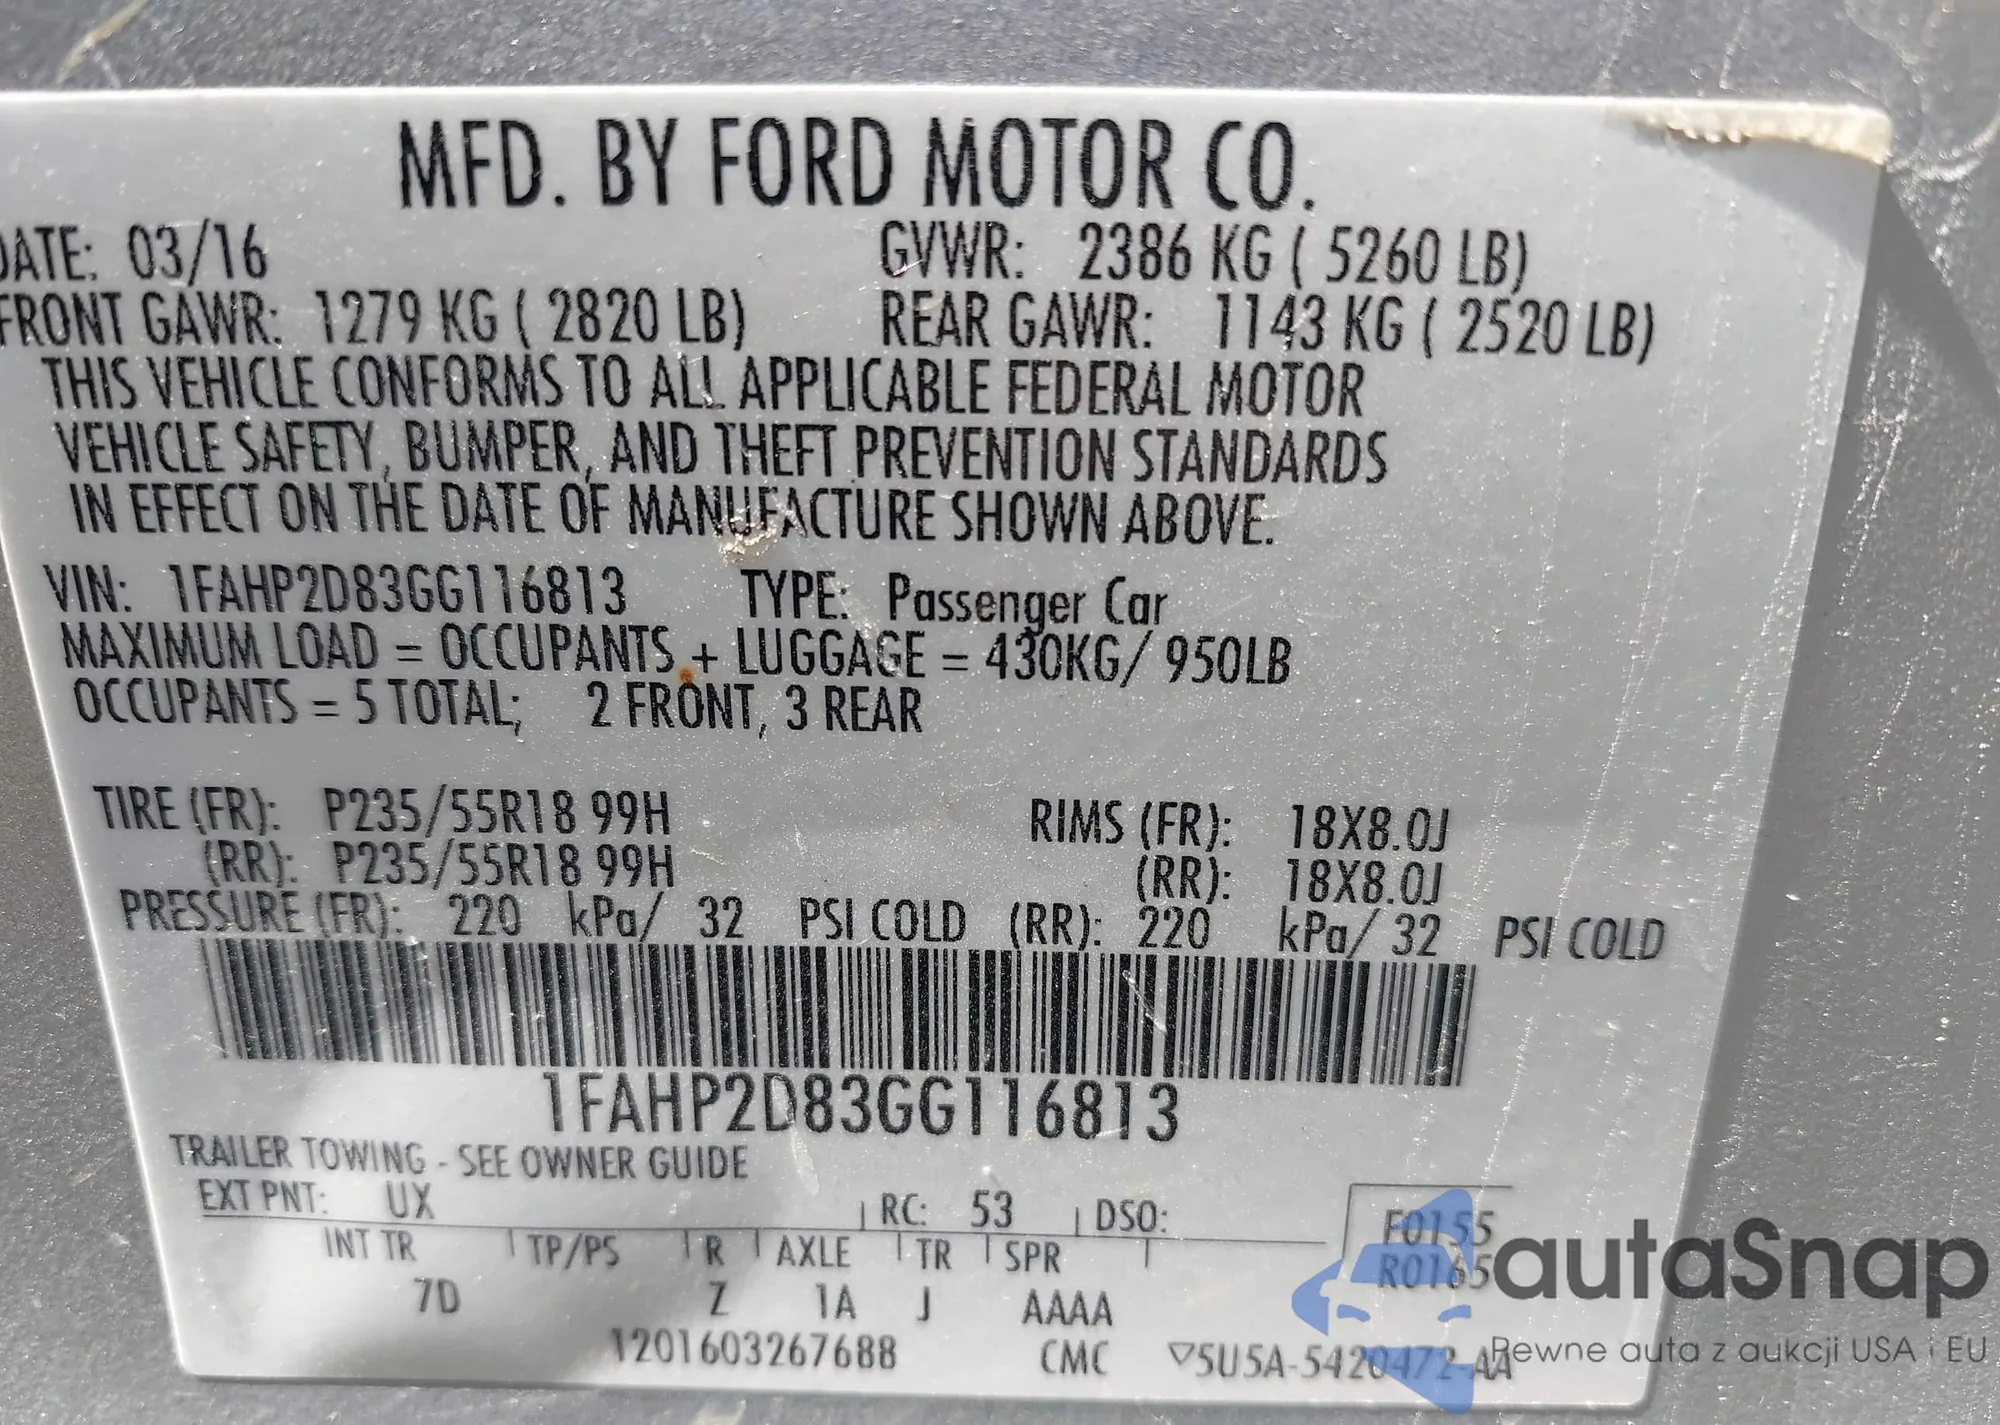 MFD. BY FORD MOTOR CO.
DATE: 03/16 GVWR: 2386 KG ( 5260 LB)
FRONT GAWR: 1279 KG ( 2820 LB) REAR GAWR: 1143 KG ( 2520 LB)
THIS VEHICLE CONFORMS TO ALL APPLICABLE FEDERAL MOTOR
VEHICLE SAFETY, BUMPER, AND THEFT PREVENTION STANDARDS
IN EFFECT ON THE DATE OF MANUFACTURE SHOWN ABOVE.
VIN: 1FAHP2D83GG116813 TYPE: Passenger Car
MAXIMUM LOAD = OCCUPANTS + LUGGAGE = 430KG/ 950LB
OCCUPANTS = 5 TOTAL; 2 FRONT, 3 REAR
TIRE (FR): P235/55R18 99H RIMS (FR): 18X8.0J
(RR): P235/55R18 99H (RR): 18X8.0J
PRESSURE (FR): 220 kPa/ 32 PSI COLD (RR): 220 kPa/ 32 PSI COLD
1FAHP2D83GG116813
TRAILER TOWING - SEE OWNER GUIDE
EXT PNT: UX RC: 53 DSO:
F0155
R0165
INT TR TP/PS R AXLE TR SPR
7D Z 1A J AAAA
1201603267688 CMC ▽5U5A-5420472-AA
autaSnap
Pewne auta z aukcji USA i EU